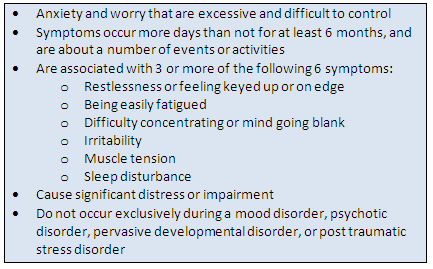 • Anxiety and worry that are excessive and difficult to control
• Symptoms occur more days than not for at least 6 months, and
are about a number of events or activities
• Are associated with 3 or more of the following 6 symptoms:
o Restlessness or feeling keyed up or on edge
o Being easily fatigued
o Difficulty concentrating or mind going blank
o Irritability
o Muscle tension
o Sleep disturbance
• Cause significant distress or impairment
• Do not occur exclusively during a mood disorder, psychotic
disorder, pervasive developmental disorder, or post traumatic
stress disorder